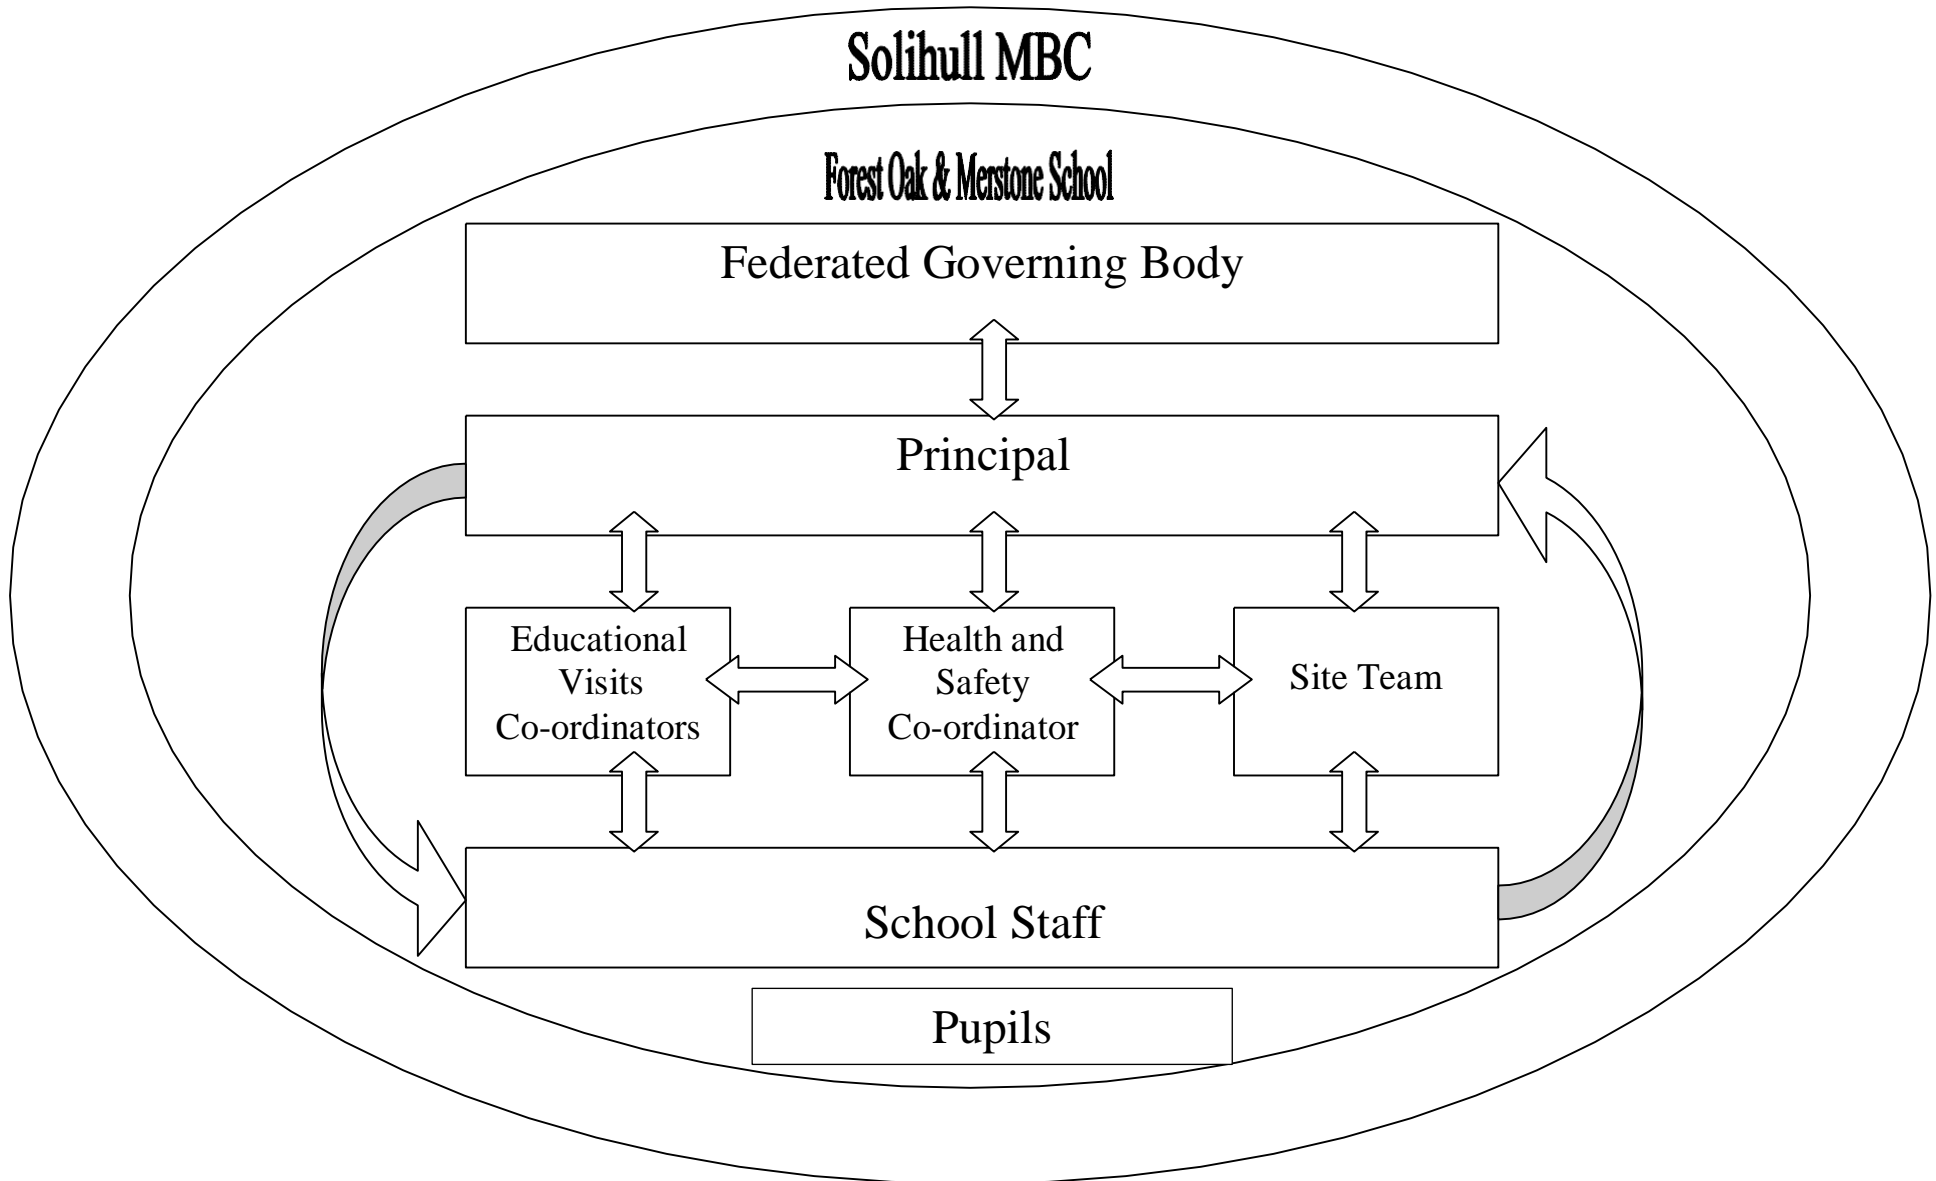 Solihull MBC
Forest Oak & Merstone School
Federated Governing Body
Principal
Educational
Visits
Co-ordinators
Health and
Safety
Co-ordinator
Site Team
School Staff
Pupils